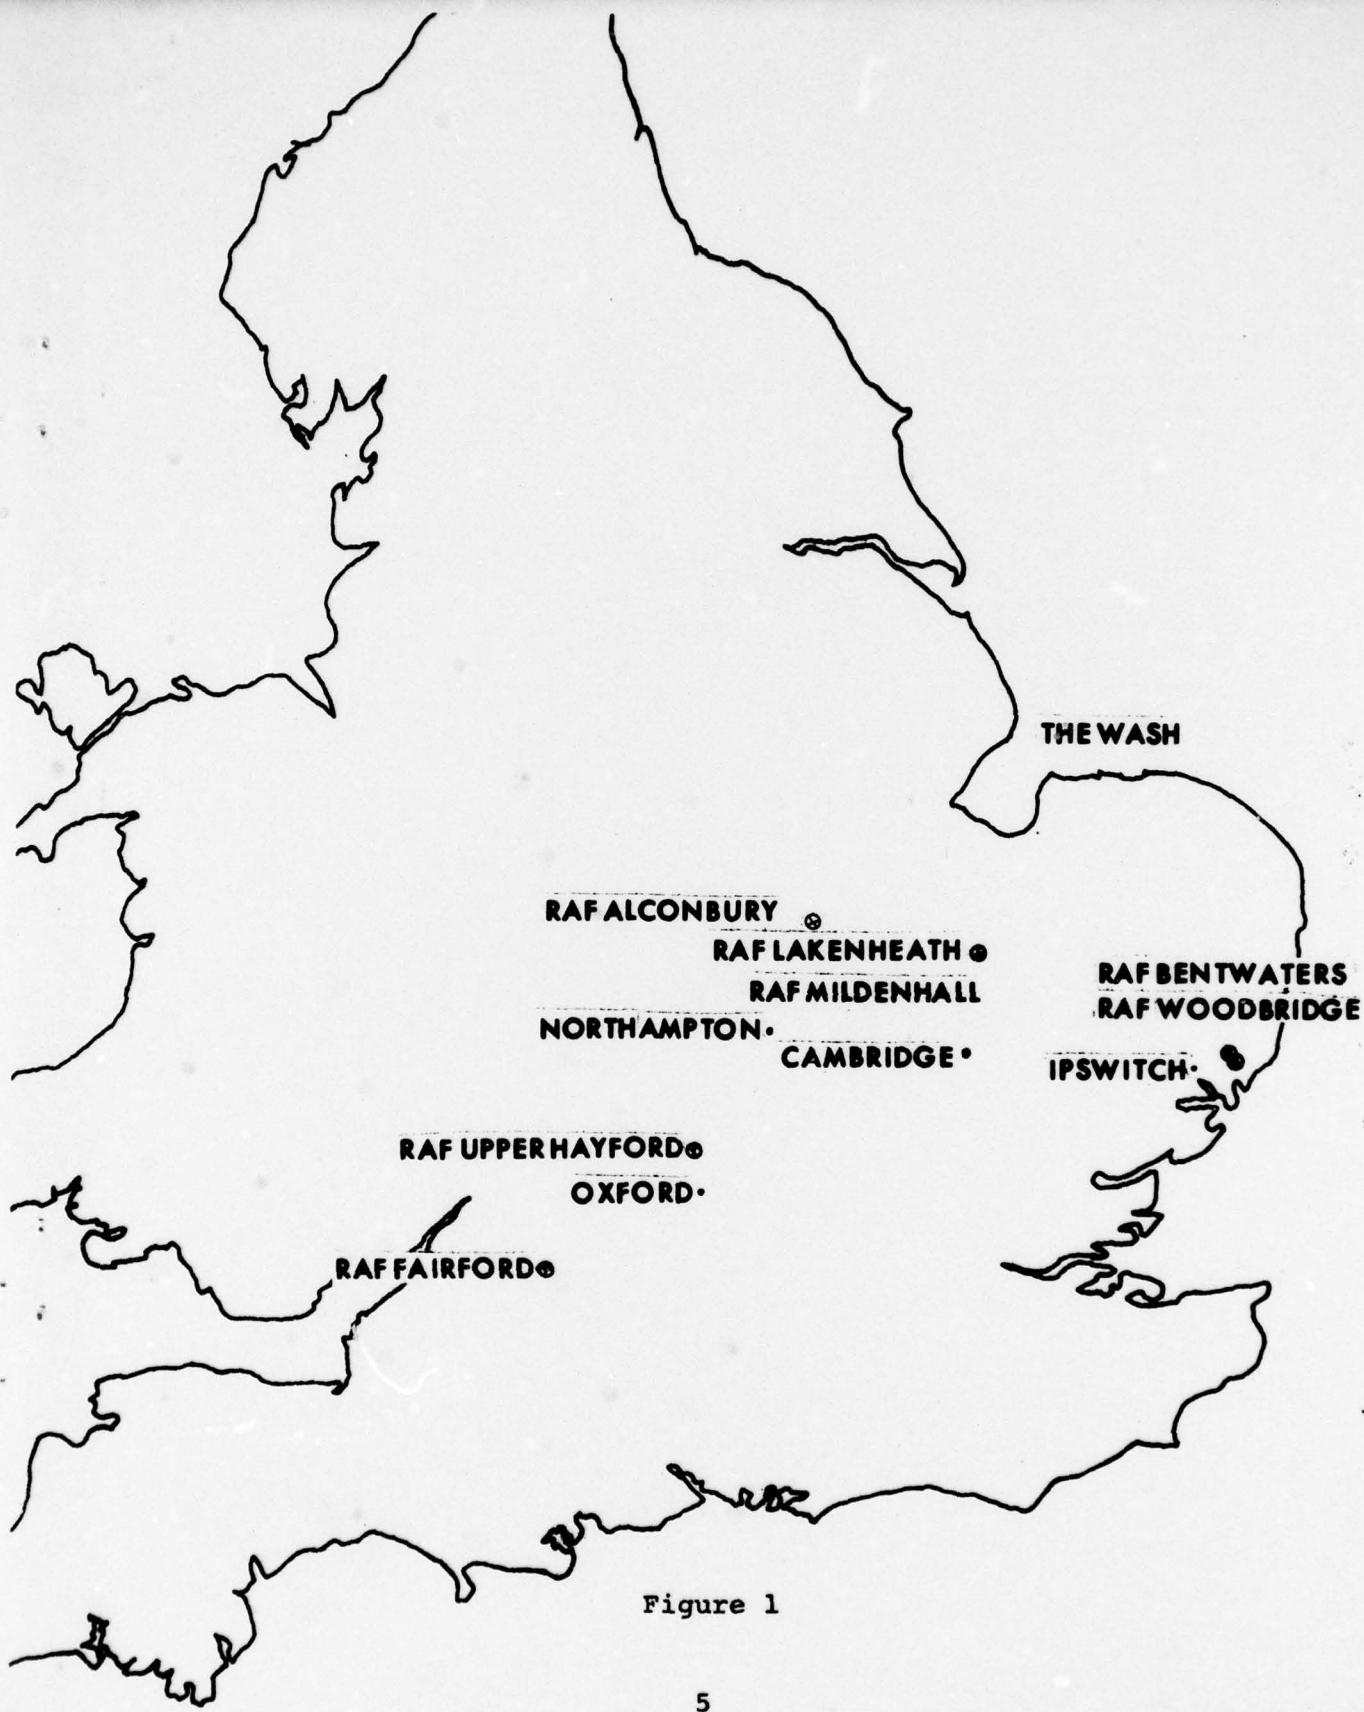 THE WASH
RAF ALCONBURY
RAF LAKENHEATH
RAF BENTWATERS
RAF MILDENHALL
RAF WOODBRIDGE
NORTHAMPTON
CAMBRIDGE
IPSWITCH
RAF UPPER HAYFORD
OXFORD
RAF FAIRFORD
Figure 1
5